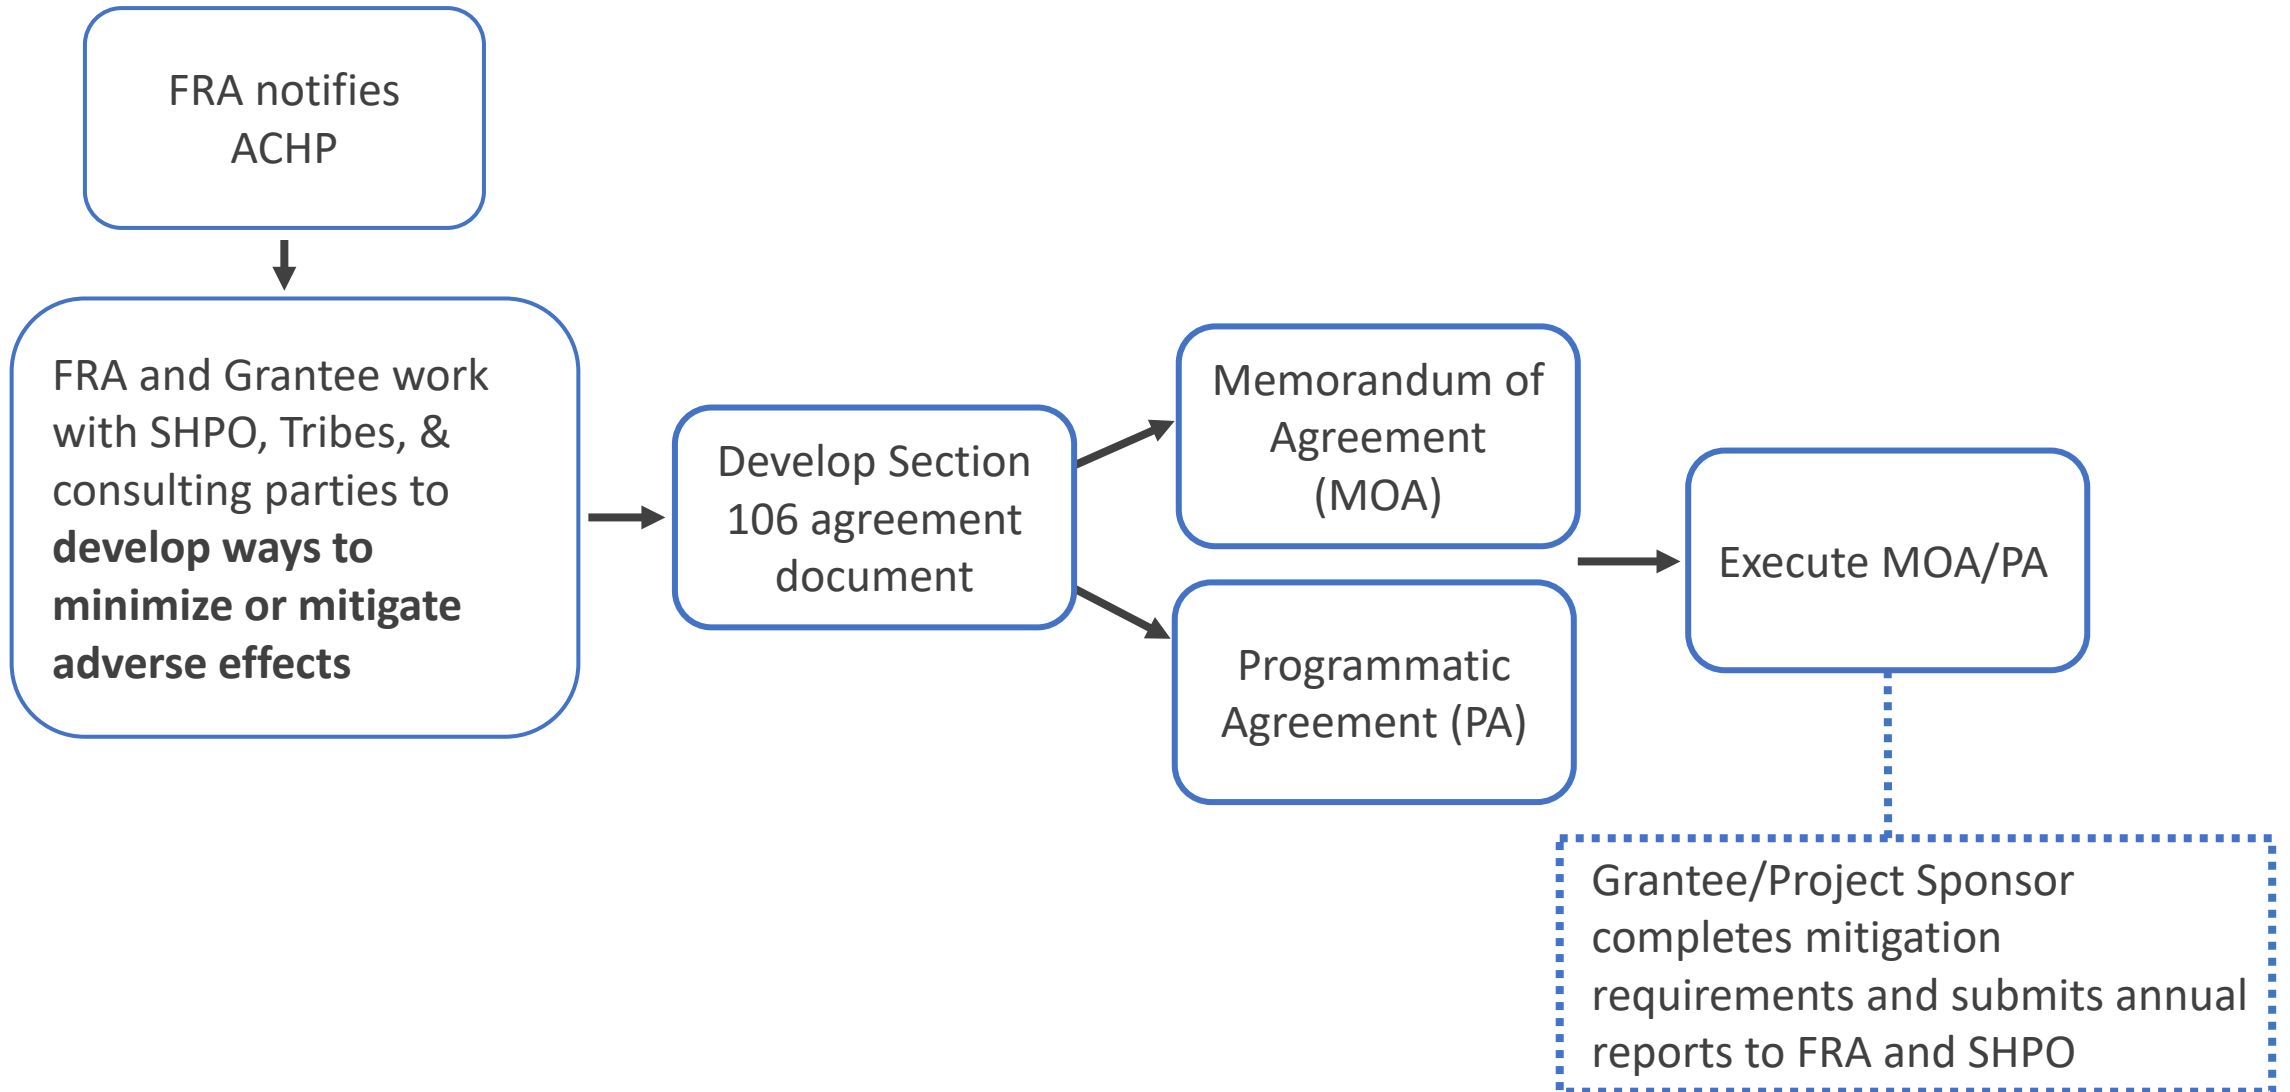 FRA notifies
ACHP
FRA and Grantee work
with SHPO, Tribes, &
consulting parties to
develop ways to
minimize or mitigate
adverse effects
Develop Section
106 agreement
document
Memorandum of
Agreement
(MOA)
Programmatic
Agreement (PA)
Execute MOA/PA
Grantee/Project Sponsor
completes mitigation
requirements and submits annual
reports to FRA and SHPO